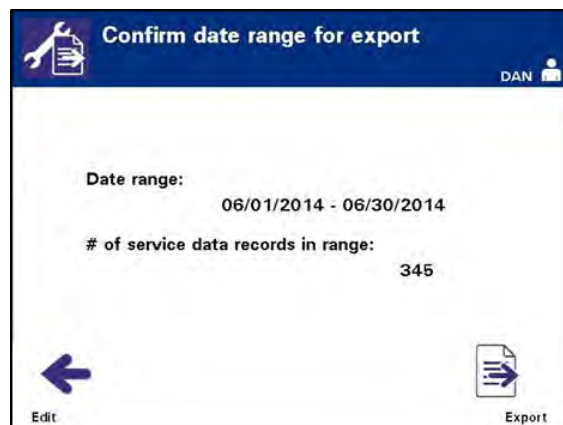 Confirm date range for export
DAN
Date range:
06/01/2014 - 06/30/2014
# of service data records in range:
345
Edit
Export